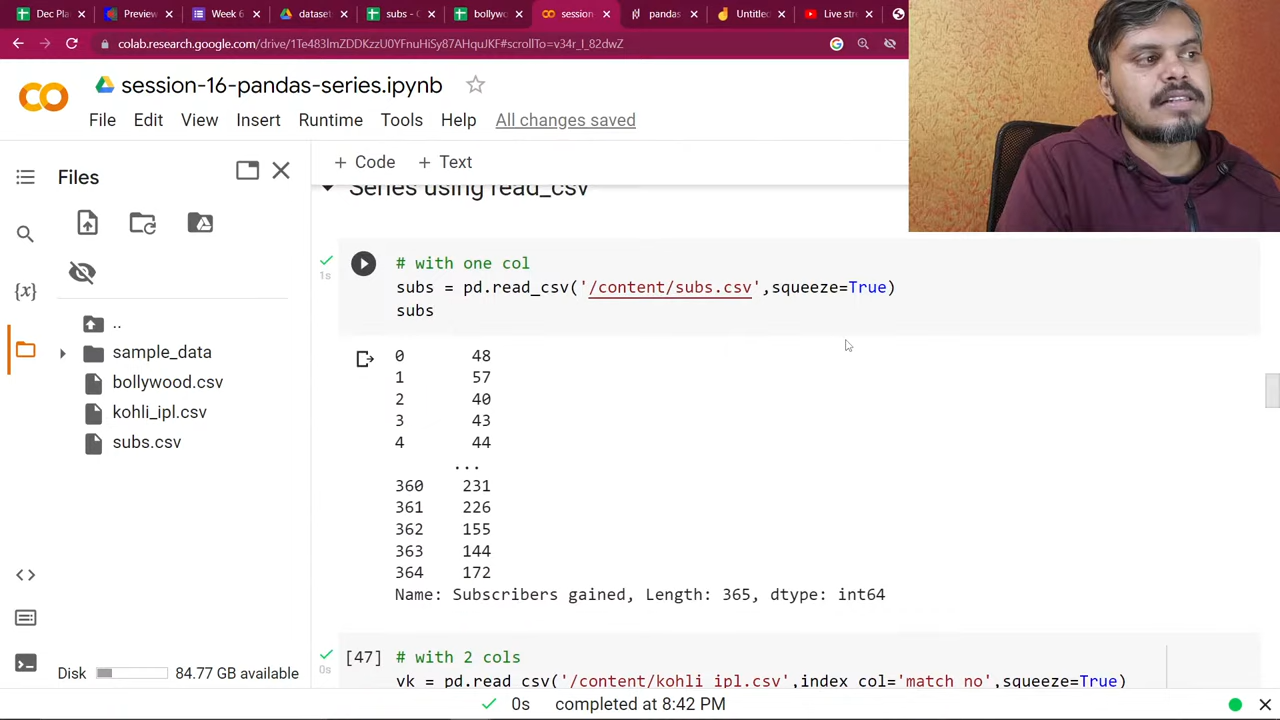 Dec Pla
Preview
Week 6
dataset
subs - G
bollywo
session
pandas
Untitled
Live str
colab.research.google.com/drive/1Te483lmZDDKzzU0YFnuHiSy87AHquJKF#scrollTo=v34r_l_82dwZ
session-16-pandas-series.ipynb
File Edit View Insert Runtime Tools Help All changes saved
Files
+ Code + Text
Series using read_csv
# with one col
1s
subs = pd.read_csv('/content/subs.csv',squeeze=True)
subs
{x}
..
sample_data
bollywood.csv
kohli_ipl.csv
subs.csv
0 48
1 57
2 40
3 43
4 44
...
360 231
361 226
362 155
363 144
364 172
Name: Subscribers gained, Length: 365, dtype: int64
[47] # with 2 cols
0s
vk = pd.read_csv('/content/kohli_ipl.csv',index_col='match_no',squeeze=True)
Disk 84.77 GB available
0s completed at 8:42 PM